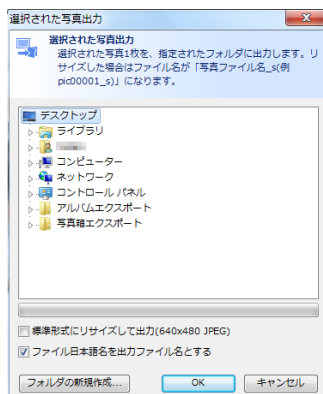 選択された写真出力
選択された写真出力
選択された写真1枚を、指定されたフォルダに出力します。リ
サイズした場合はファイル名が「写真ファイル名_s(例
pic00001_s)」になります。
デスクトップ
ライブラリ
コンピューター
ネットワーク
コントロール パネル
アルバムエクスポート
写真箱エクスポート
標準形式にリサイズして出力(640x480 JPEG)
ファイル日本語名を出力ファイル名とする
フォルダの新規作成...
OK
キャンセル